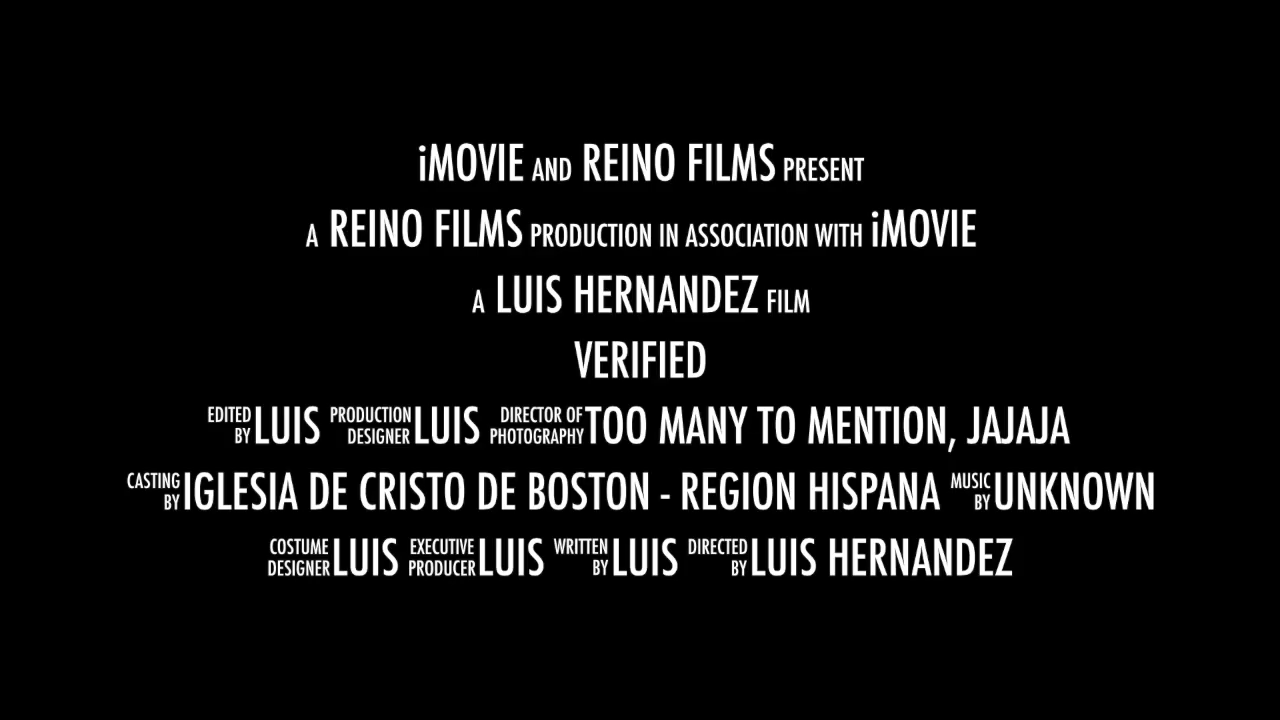 iMOVIE AND REINO FILMS PRESENT
A REINO FILMS PRODUCTION IN ASSOCIATION WITH iMOVIE
A LUIS HERNANDEZ FILM
VERIFIED
EDITED BY LUIS PRODUCTION DESIGNER LUIS DIRECTOR OF PHOTOGRAPHY TOO MANY TO MENTION, JAJAJA
CASTING BY IGLESIA DE CRISTO DE BOSTON - REGION HISPANA MUSIC BY UNKNOWN
COSTUME DESIGNER LUIS EXECUTIVE PRODUCER LUIS WRITTEN BY LUIS DIRECTED BY LUIS HERNANDEZ